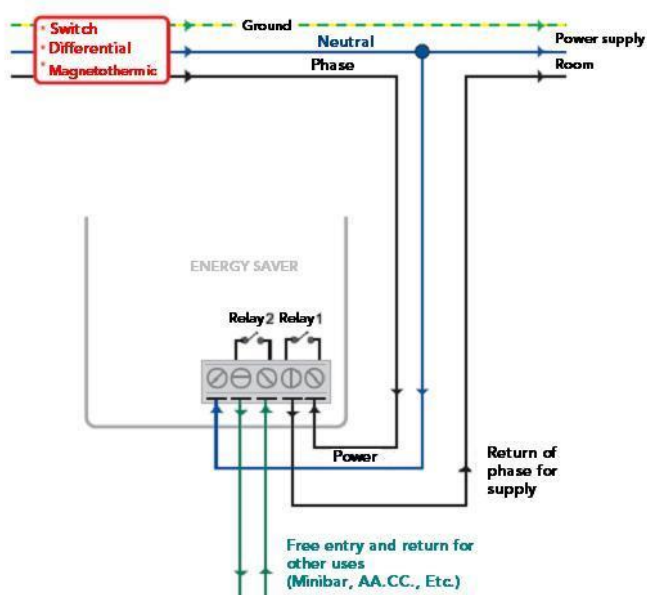 • Switch
• Differential
• Magnetothermic
Ground
Neutral
Phase
Power supply
Room
ENERGY SAVER
Relay 2 Relay 1
Power
Return of
phase for
supply
Free entry and return for
other uses
(Minibar, AA.CC., Etc.)